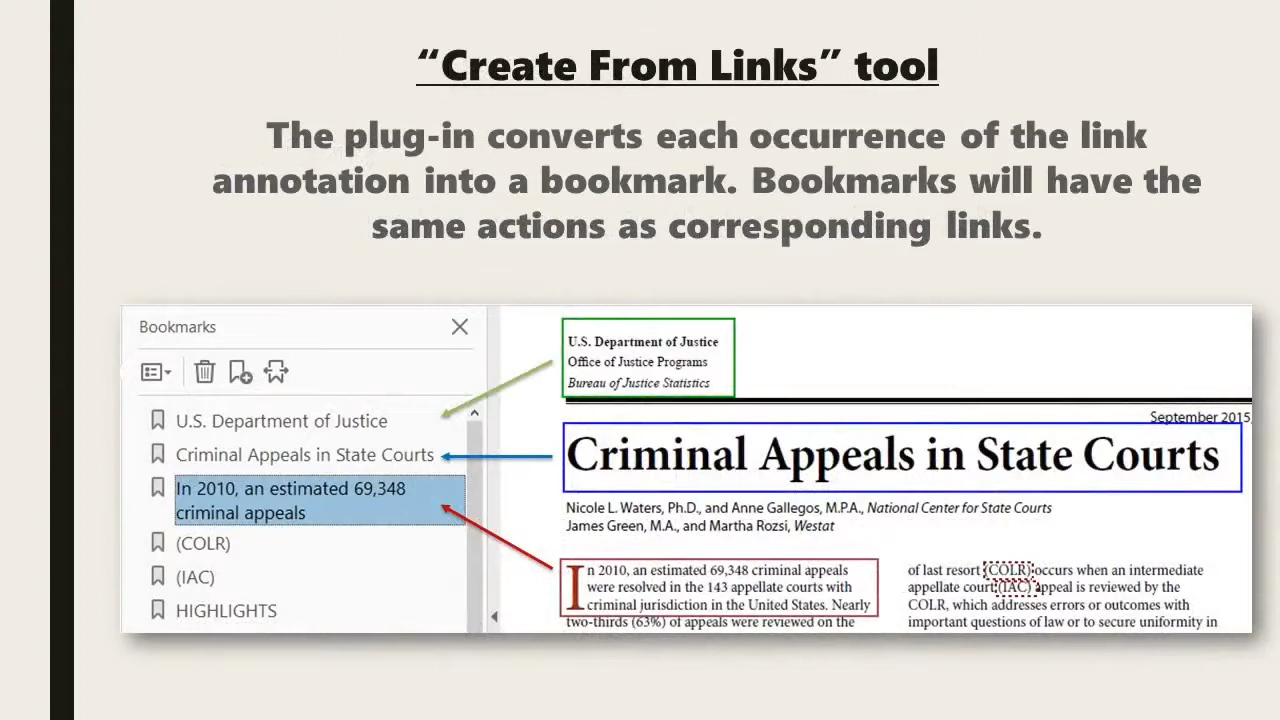 “Create From Links” tool
The plug-in converts each occurrence of the link
annotation into a bookmark. Bookmarks will have the
same actions as corresponding links.
Bookmarks
U.S. Department of Justice
Criminal Appeals in State Courts
In 2010, an estimated 69,348
criminal appeals
(COLR)
(IAC)
HIGHLIGHTS
U.S. Department of Justice
Office of Justice Programs
Bureau of Justice Statistics
September 2015
Criminal Appeals in State Courts
Nicole L. Waters, Ph.D., and Anne Gallegos, M.P.A., National Center for State Courts
James Green, M.A., and Martha Rozsi, Westat
In 2010, an estimated 69,348 criminal appeals
were resolved in the 143 appellate courts with
criminal jurisdiction in the United States. Nearly
two-thirds (63%) of appeals were reviewed on the
of last resort (COLR) occurs when an intermediate
appellate court (IAC) appeal is reviewed by the
COLR, which addresses errors or outcomes with
important questions of law or to secure uniformity in